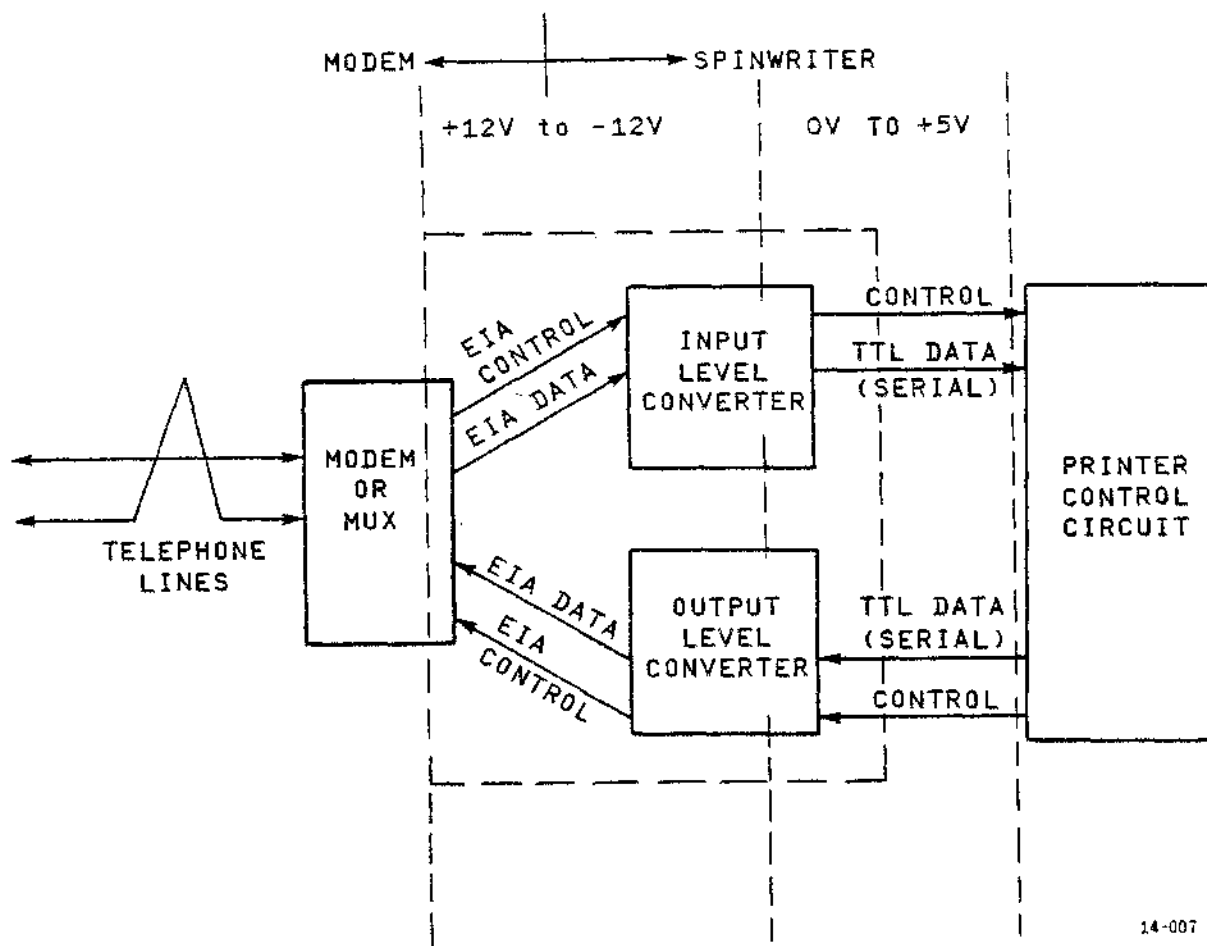 MODEM
SPINWRITER
+12V to -12V
0V TO +5V
EIA
CONTROL
EIA DATA
INPUT
LEVEL
CONVERTER
CONTROL
TTL DATA
(SERIAL)
MODEM
OR
MUX
TELEPHONE
LINES
PRINTER
CONTROL
CIRCUIT
EIA DATA
EIA
CONTROL
OUTPUT
LEVEL
CONVERTER
TTL DATA
(SERIAL)
CONTROL
14-007